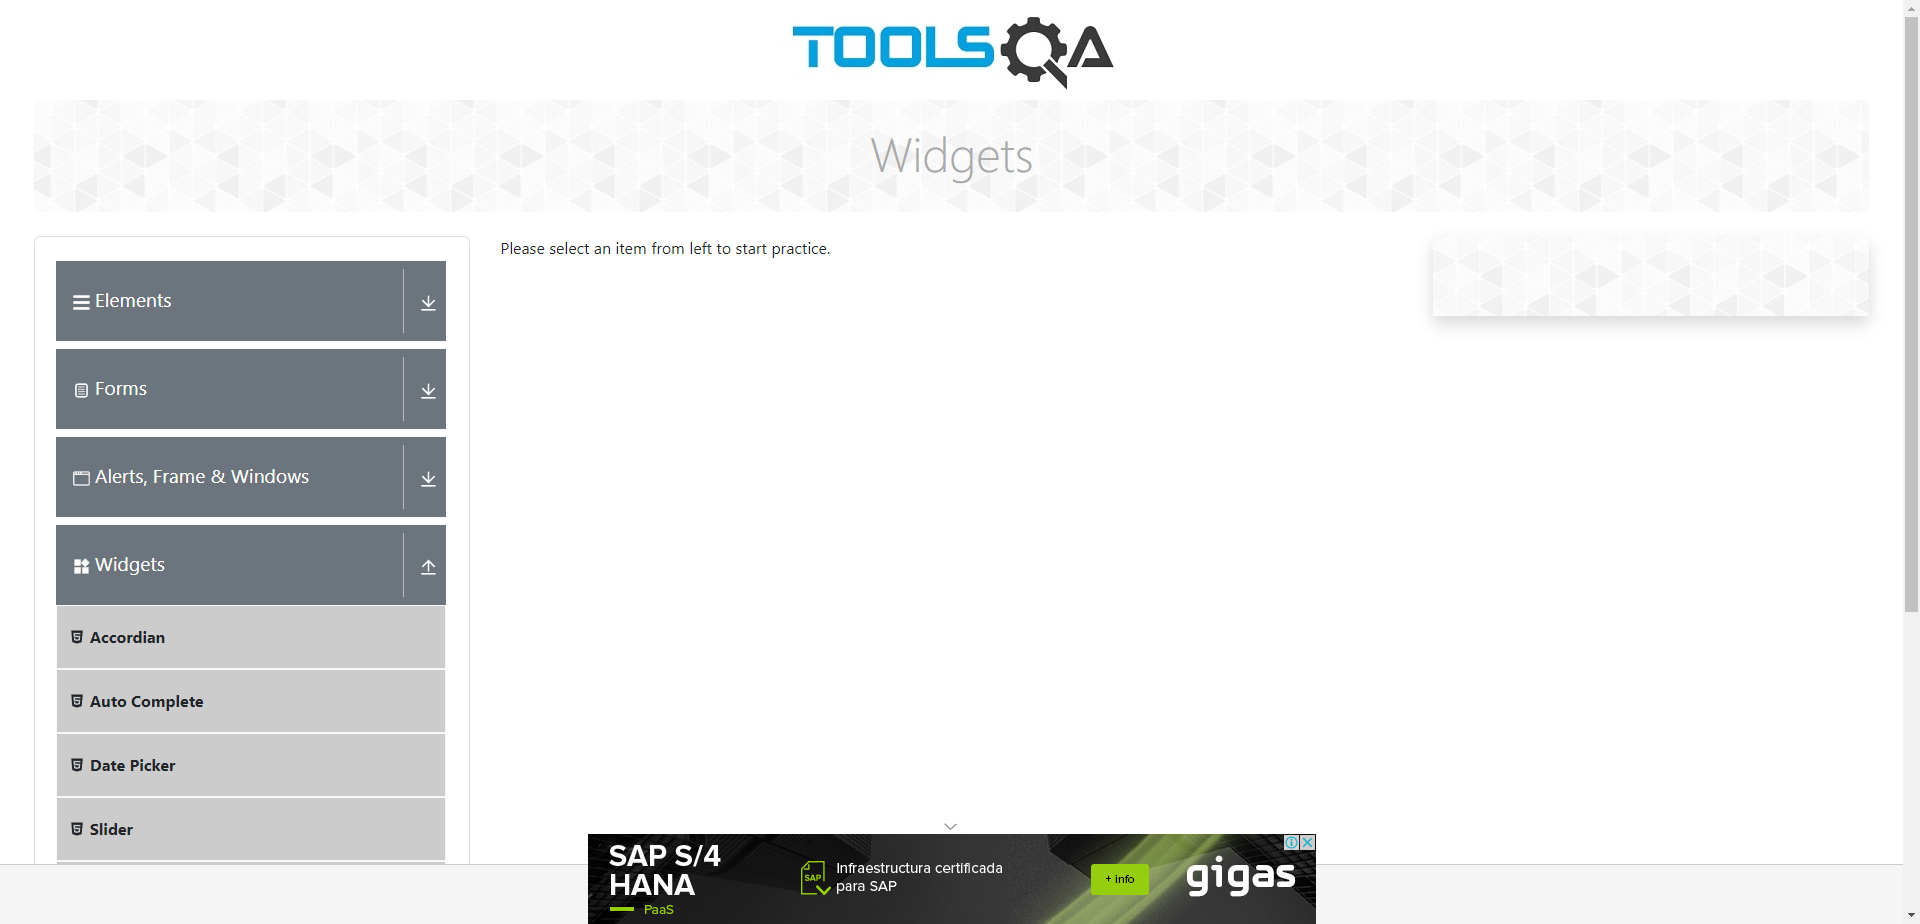 TOOLSQA
Widgets
Please select an item from left to start practice.
Elements
Forms
Alerts, Frame & Windows
Widgets
Accordian
Auto Complete
Date Picker
Slider
SAP S/4
HANA
PaaS
SAP
Infraestructura certificada
para SAP
+ info
gigas